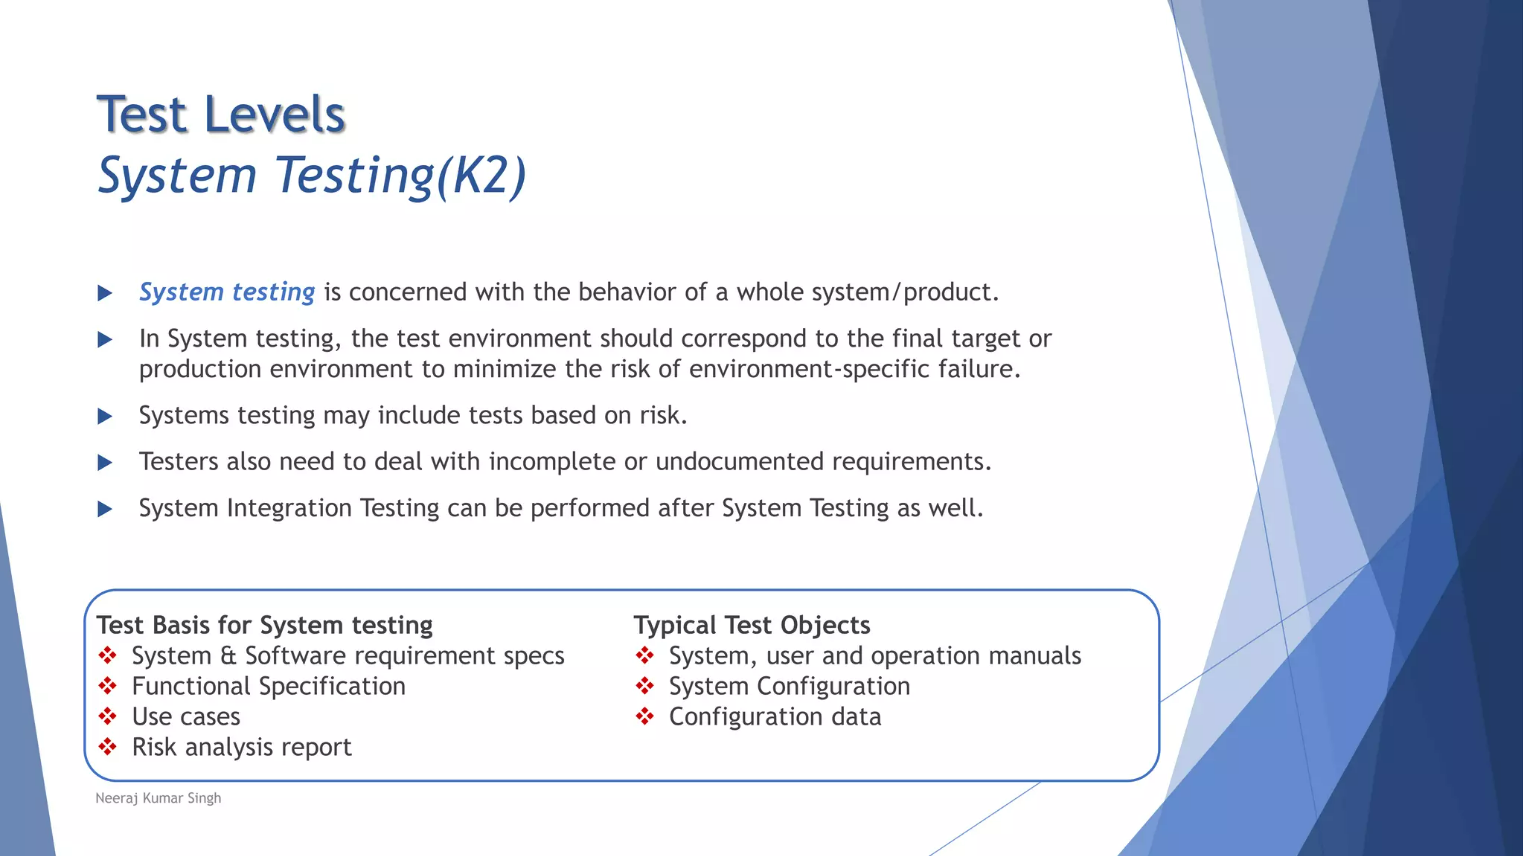 Test Levels
System Testing(K2)
System testing is concerned with the behavior of a whole system/product.
In System testing, the test environment should correspond to the final target or
production environment to minimize the risk of environment-specific failure.
Systems testing may include tests based on risk.
Testers also need to deal with incomplete or undocumented requirements.
System Integration Testing can be performed after System Testing as well.
Test Basis for System testing
System & Software requirement specs
Functional Specification
Use cases
Risk analysis report
Typical Test Objects
System, user and operation manuals
System Configuration
Configuration data
Neeraj Kumar Singh